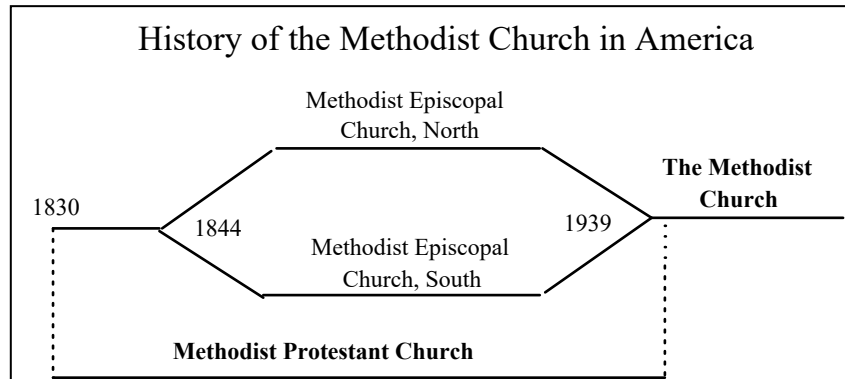 History of the Methodist Church in America
Methodist Episcopal
Church, North
The Methodist
Church
1830
1844
1939
Methodist Episcopal
Church, South
Methodist Protestant Church